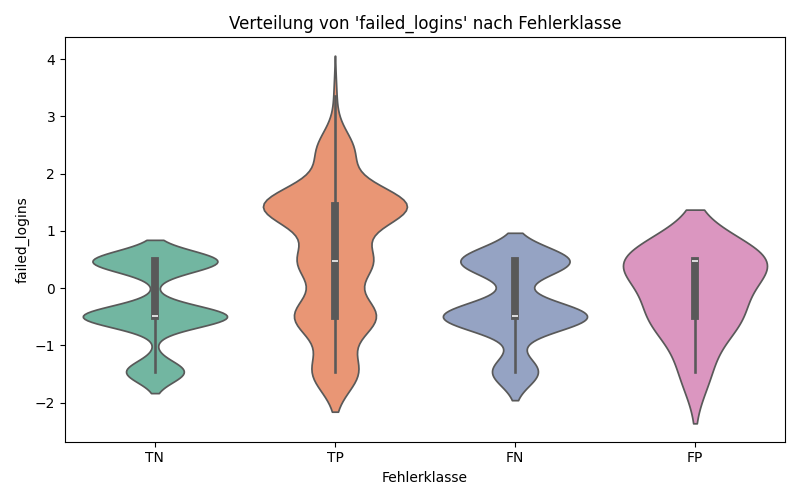 Verteilung von 'failed_logins' nach Fehlerklasse
failed_logins
4
3
2
1
0
−1
−2
TN TP FN FP
Fehlerklasse